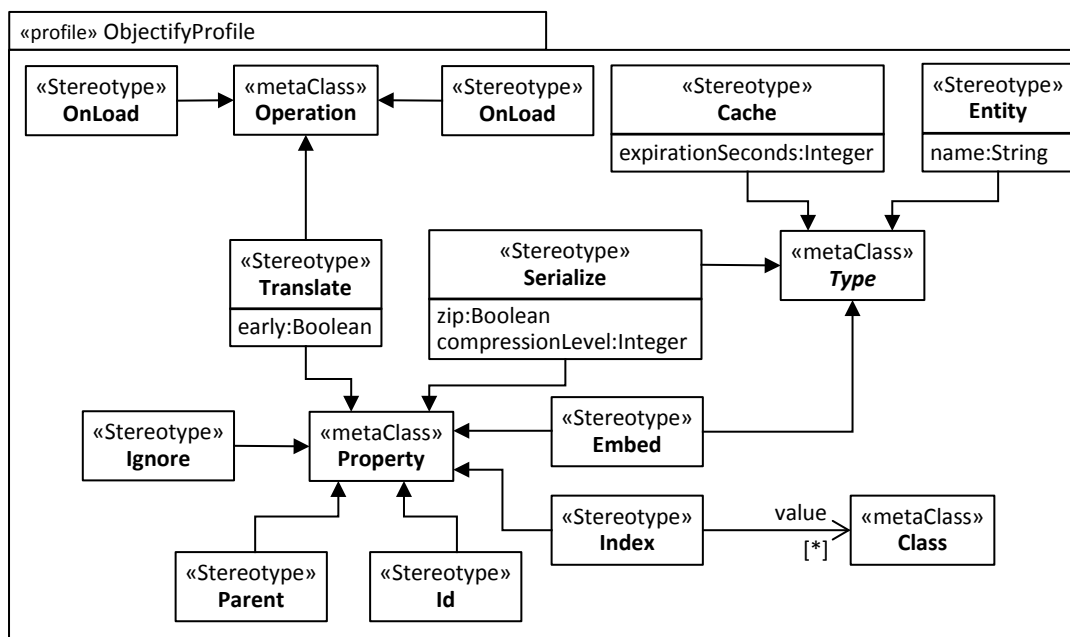 «profile» ObjectifyProfile
«Stereotype»
OnLoad
«metaClass»
Operation
«Stereotype»
OnLoad
«Stereotype»
Cache
expirationSeconds:Integer
«Stereotype»
Entity
name:String
«Stereotype»
Translate
early:Boolean
«Stereotype»
Serialize
zip:Boolean
compressionLevel:Integer
«metaClass»
Type
«Stereotype»
Ignore
«metaClass»
Property
«Stereotype»
Embed
«Stereotype»
Index
value
[*]
«metaClass»
Class
«Stereotype»
Parent
«Stereotype»
Id